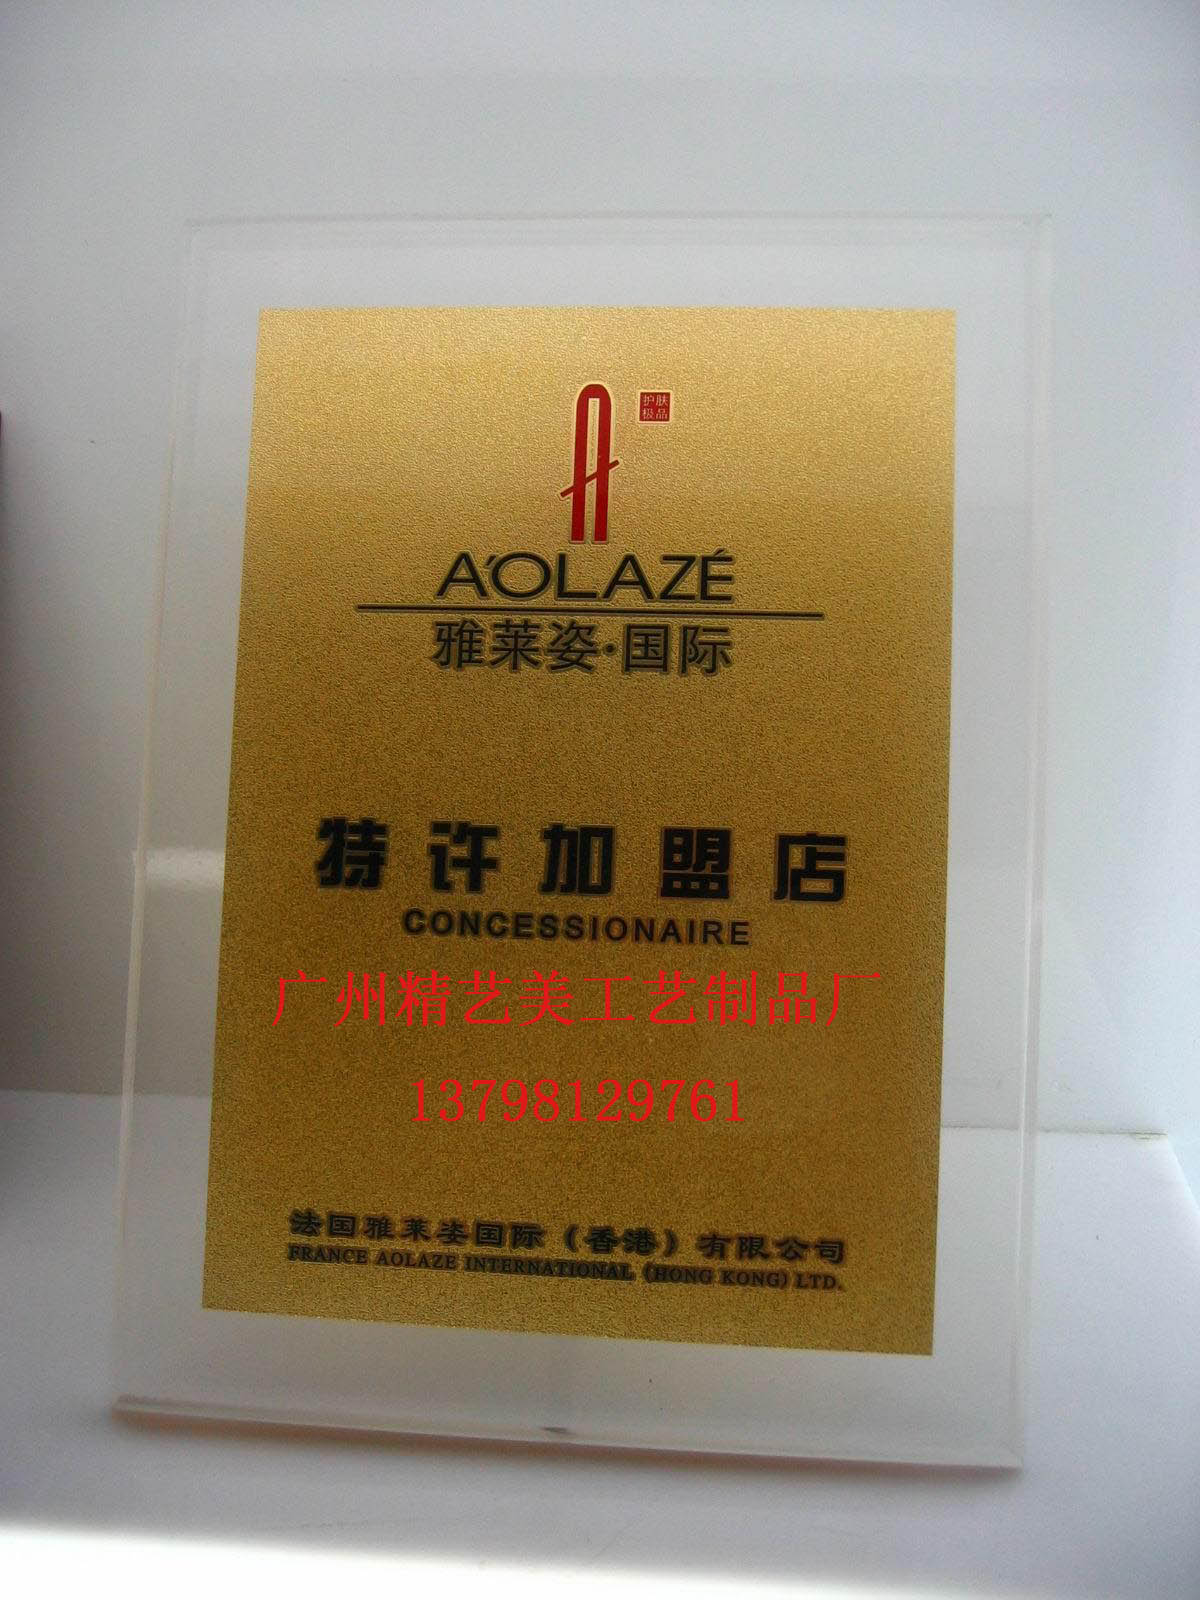 护肤
极品
A'OLAZÉ
雅莱姿·国际
特许加盟店
CONCESSIONAIRE
广州精艺美工艺制品厂
13798129761
法国雅莱姿国际（香港）有限公司
FRANCE AOLAZE INTERNATIONAL (HONG KONG) LTD.